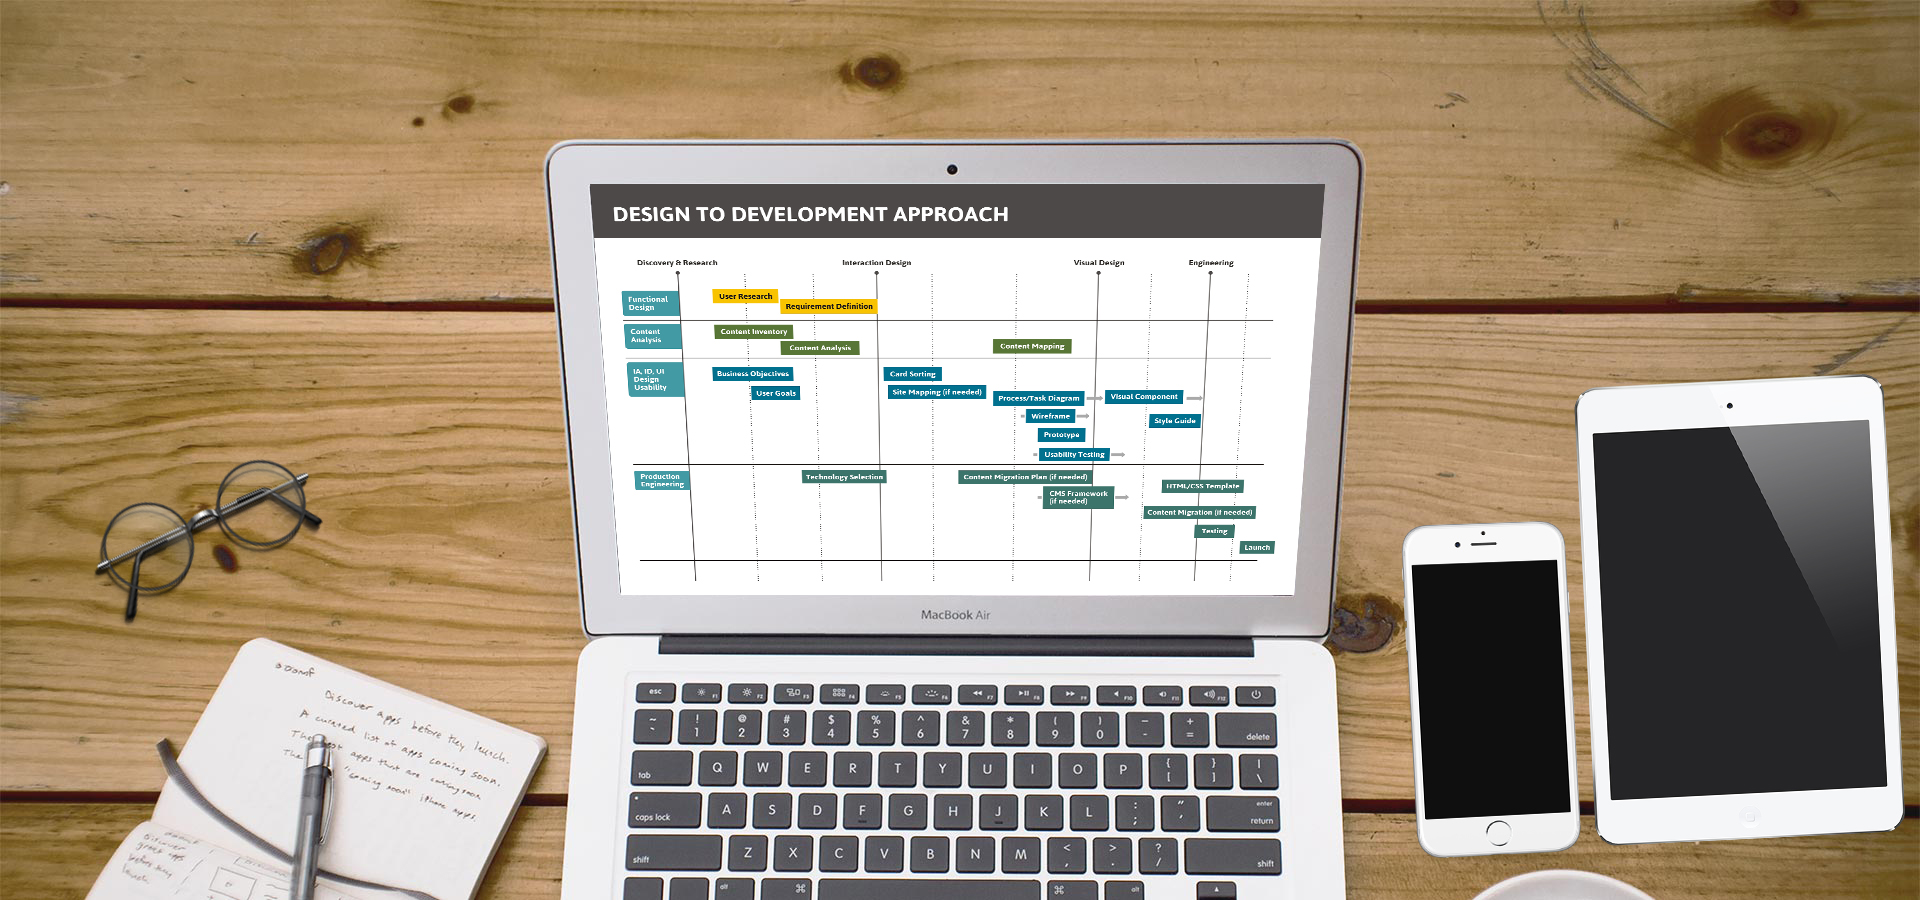 DESIGN TO DEVELOPMENT APPROACH
Discovery & Research
Interaction Design
Visual Design
Engineering
Functional
Design
User Research
Requirement Definition
Content
Analysis
Content Inventory
Content Analysis
Content Mapping
IA, ID, UI
Design
Usability
Business Objectives
User Goals
Card Sorting
Site Mapping (if needed)
Process/Task Diagram
Visual Component
Wireframe
Style Guide
Prototype
Usability Testing
Production
Engineering
Technology Selection
Content Migration Plan (if needed)
CMS Framework
(if needed)
HTML/CSS Template
Content Migration (if needed)
Testing
Launch
MacBook Air
esc F1 F2 F3 F4 F5 F6 F7 F8 F9 F10 F11 F12
~ ! @ # $ % ^ & * ( ) – +
` 1 2 3 4 5 6 7 8 9 0 - = delete
tab Q W E R T Y U I O P { [ } ] | \
caps lock A S D F G H J K L : ; " ' enter return
shift Z X C V B N M < , > . ? / shift
alt ⌘ ⌘ alt
Discover apps before they launch.
A curated list of apps coming soon.
The best apps that are coming soon
The "coming soon" iPhone apps.
Discover
great apps
before they
launch